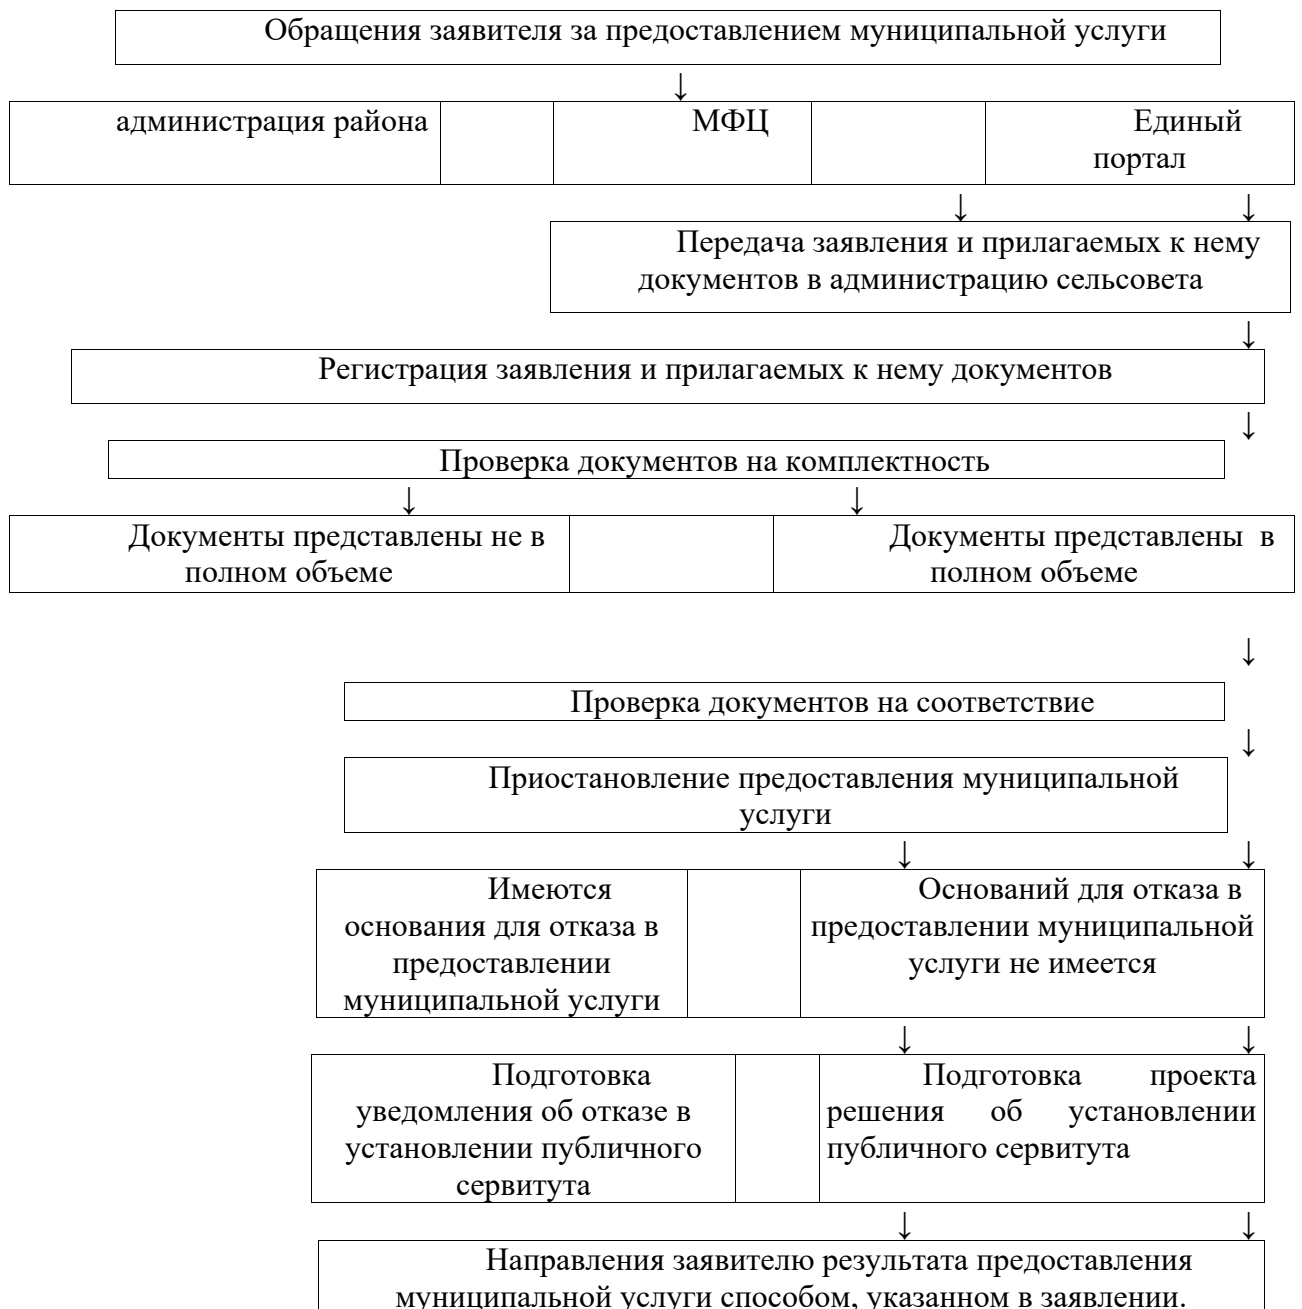 Обращения заявителя за предоставлением муниципальной услуги
↓
администрация района
МФЦ
Единый
портал
↓ ↓
Передача заявления и прилагаемых к нему
документов в администрацию сельсовета
↓
Регистрация заявления и прилагаемых к нему документов
↓
Проверка документов на комплектность
↓ ↓
Документы представлены не в
полном объеме
Документы представлены в
полном объеме
↓
Проверка документов на соответствие
↓
Приостановление предоставления муниципальной
услуги
↓ ↓
Имеются
основания для отказа в
предоставлении
муниципальной услуги
Оснований для отказа в
предоставлении муниципальной
услуги не имеется
↓ ↓
Подготовка
уведомления об отказе в
установлении публичного
сервитута
Подготовка проекта
решения об установлении
публичного сервитута
↓ ↓
Направления заявителю результата предоставления
муниципальной услуги способом, указанном в заявлении.